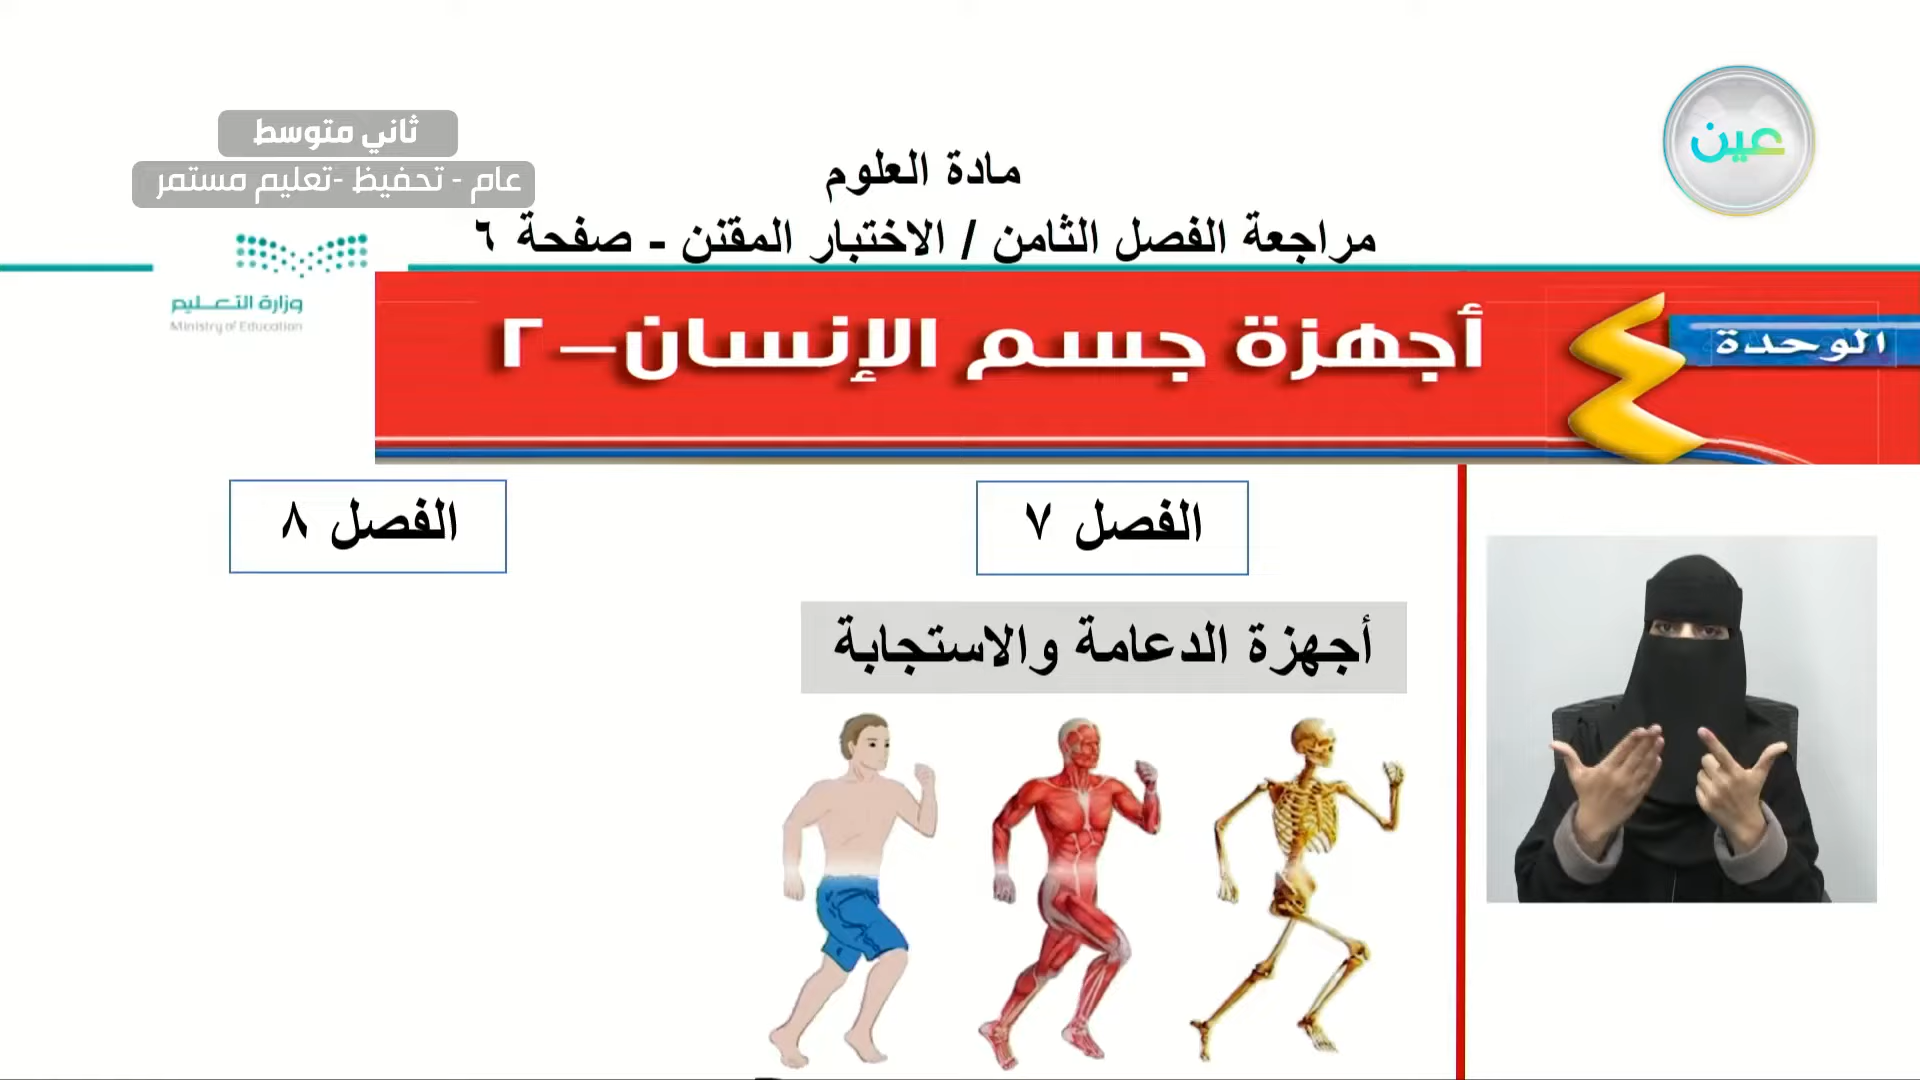 ثاني متوسط
عام - تحفيظ -تعليم مستمر
عين
مادة العلوم
مراجعة الفصل الثامن / الاختبار المقنن - صفحة ٦
وزارة التعليم
Ministry of Education
الوحدة
٤
أجهزة جسم الإنسان–٢
الفصل ٧
الفصل ٨
أجهزة الدعامة والاستجابة